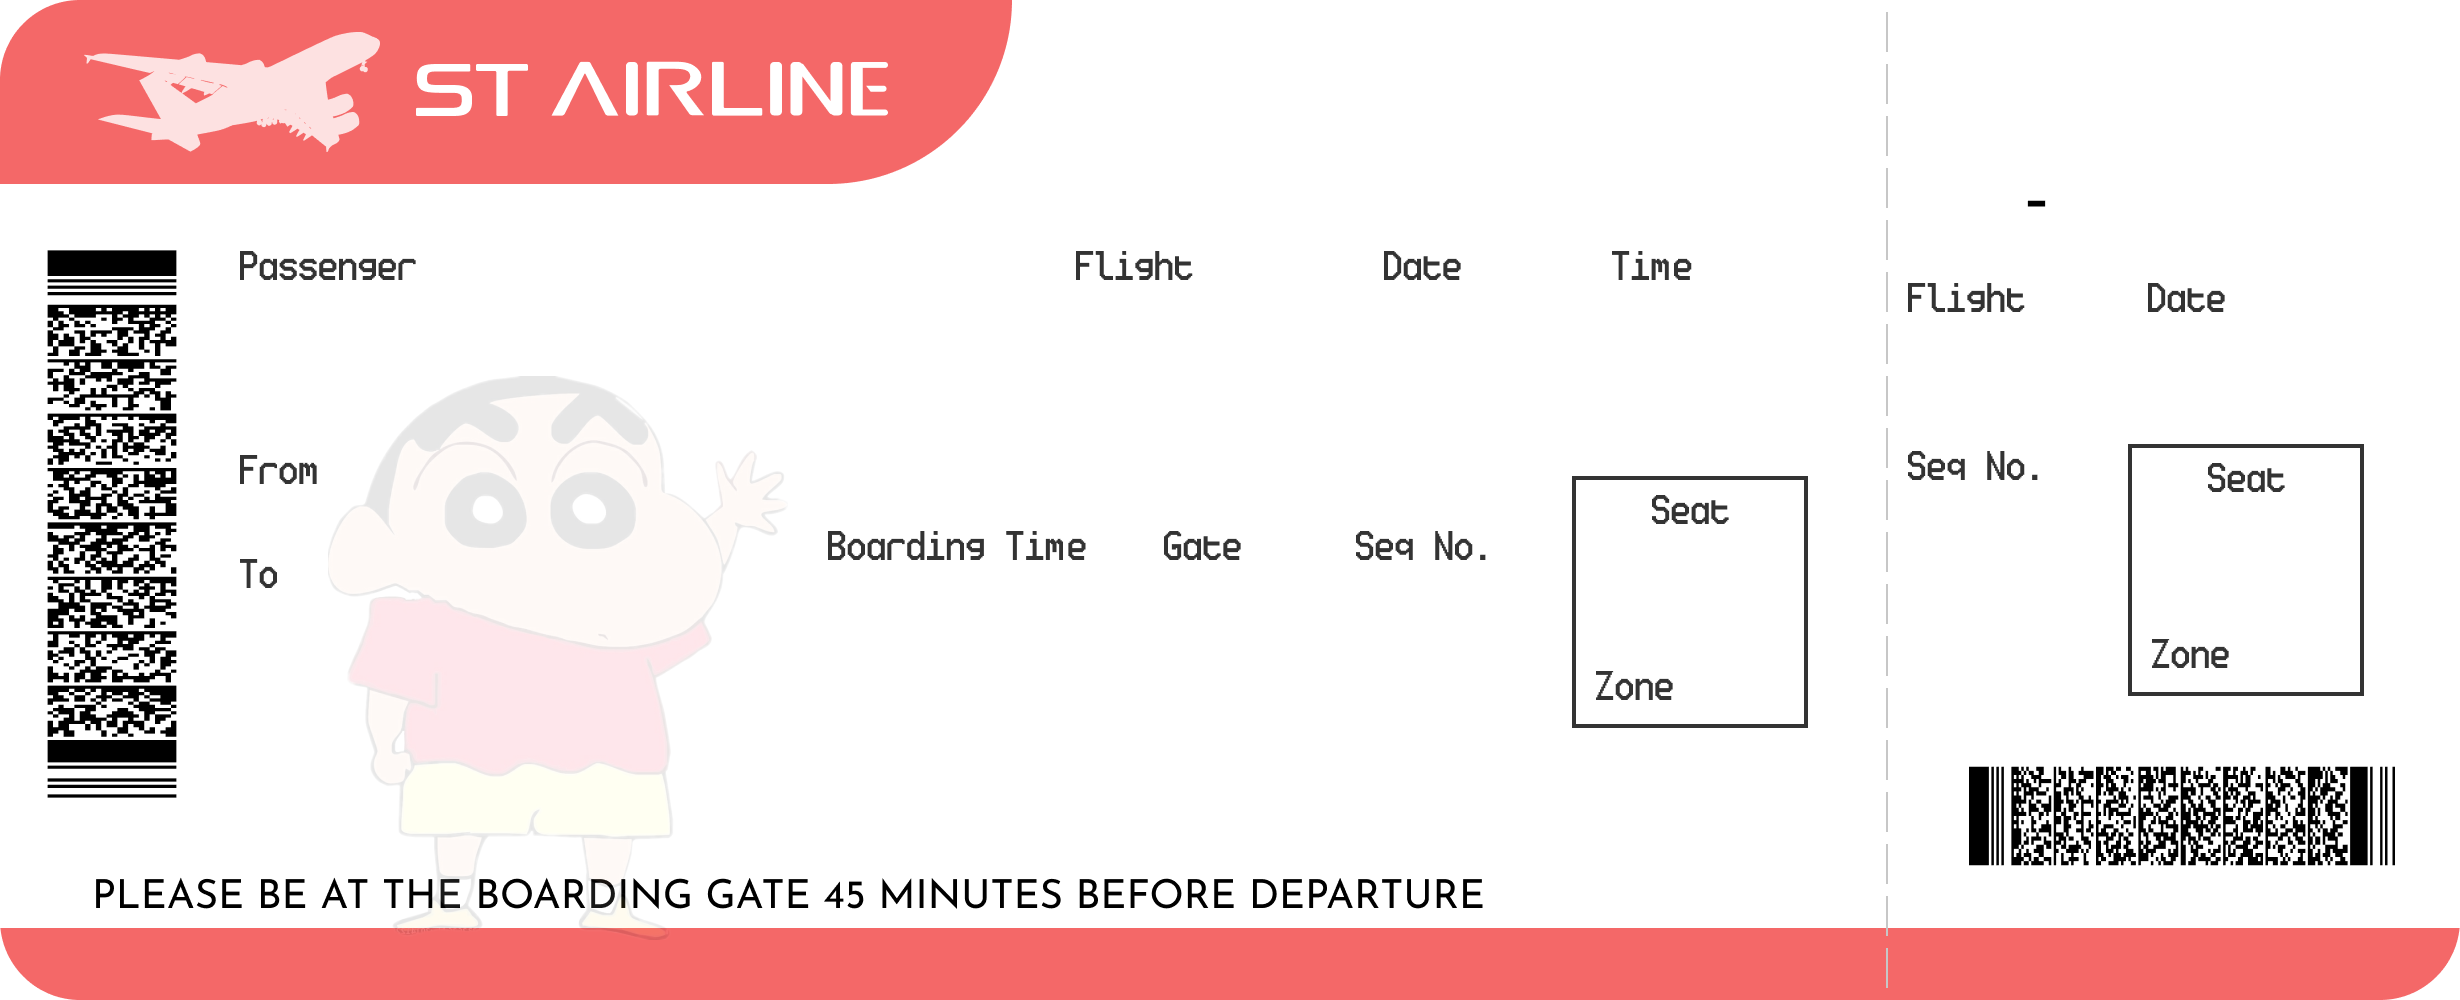 ST AIRLINE
-
Passenger Flight Date Time
Flight Date
From
To
Boarding Time Gate Seq No.
Seat
Zone
Seq No.
Seat
Zone
PLEASE BE AT THE BOARDING GATE 45 MINUTES BEFORE DEPARTURE